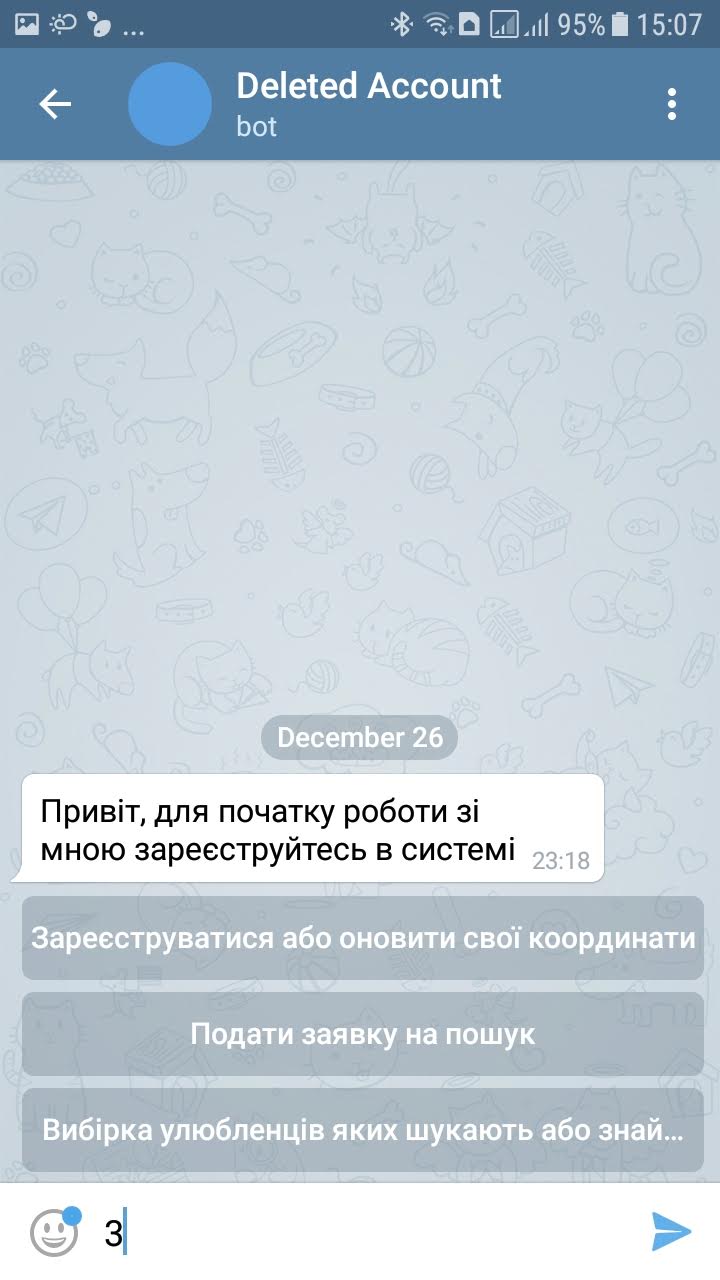 ... 95% 15:07
Deleted Account
bot
December 26
Привіт, для початку роботи зі
мною зареєструйтесь в системі 23:18
Зареєструватися або оновити свої координати
Подати заявку на пошук
Вибірка улюбленців яких шукають або знай...
З